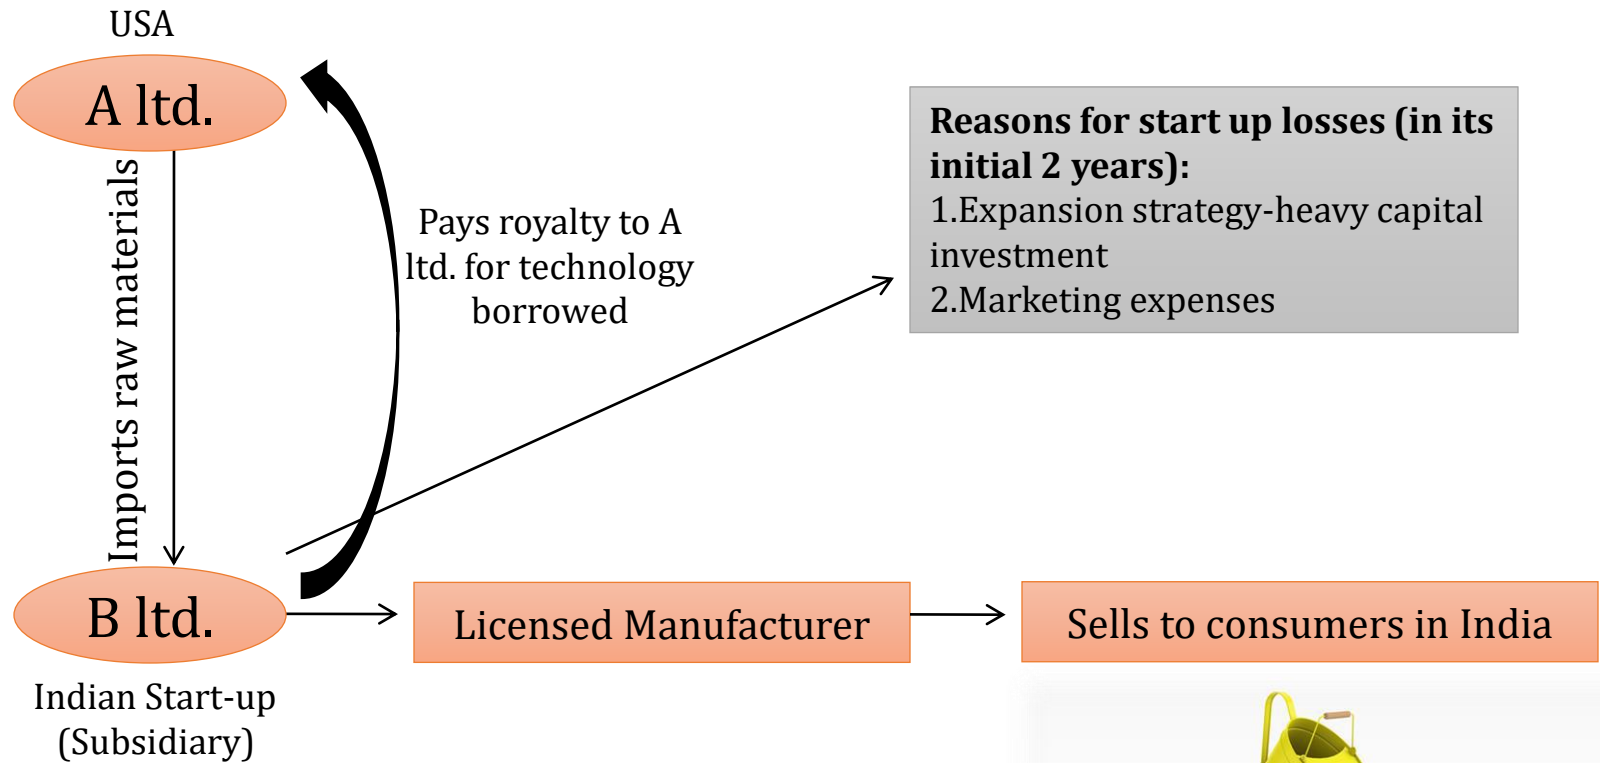 USA
A ltd.
Imports raw materials
Pays royalty to A
ltd. for technology
borrowed
Reasons for start up losses (in its
initial 2 years):
1.Expansion strategy-heavy capital
investment
2.Marketing expenses
B ltd.
Licensed Manufacturer
Sells to consumers in India
Indian Start-up
(Subsidiary)